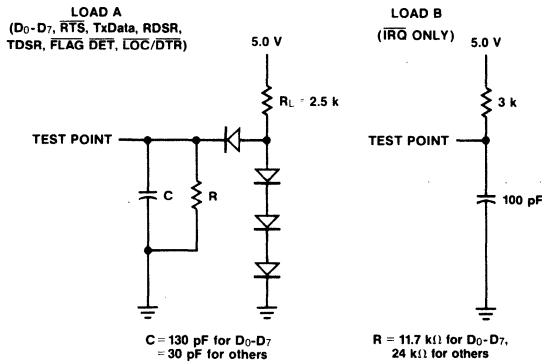 LOAD A
(D0-D7, RTS, TxData, RDSR,
TDSR, FLAG DET, LOC/DTR)
5.0 V
RL = 2.5 k
TEST POINT
C
R
C = 130 pF for D0-D7
= 30 pF for others
LOAD B
(IRQ ONLY)
5.0 V
3 k
TEST POINT
100 pF
R = 11.7 kΩ for D0-D7,
24 kΩ for others